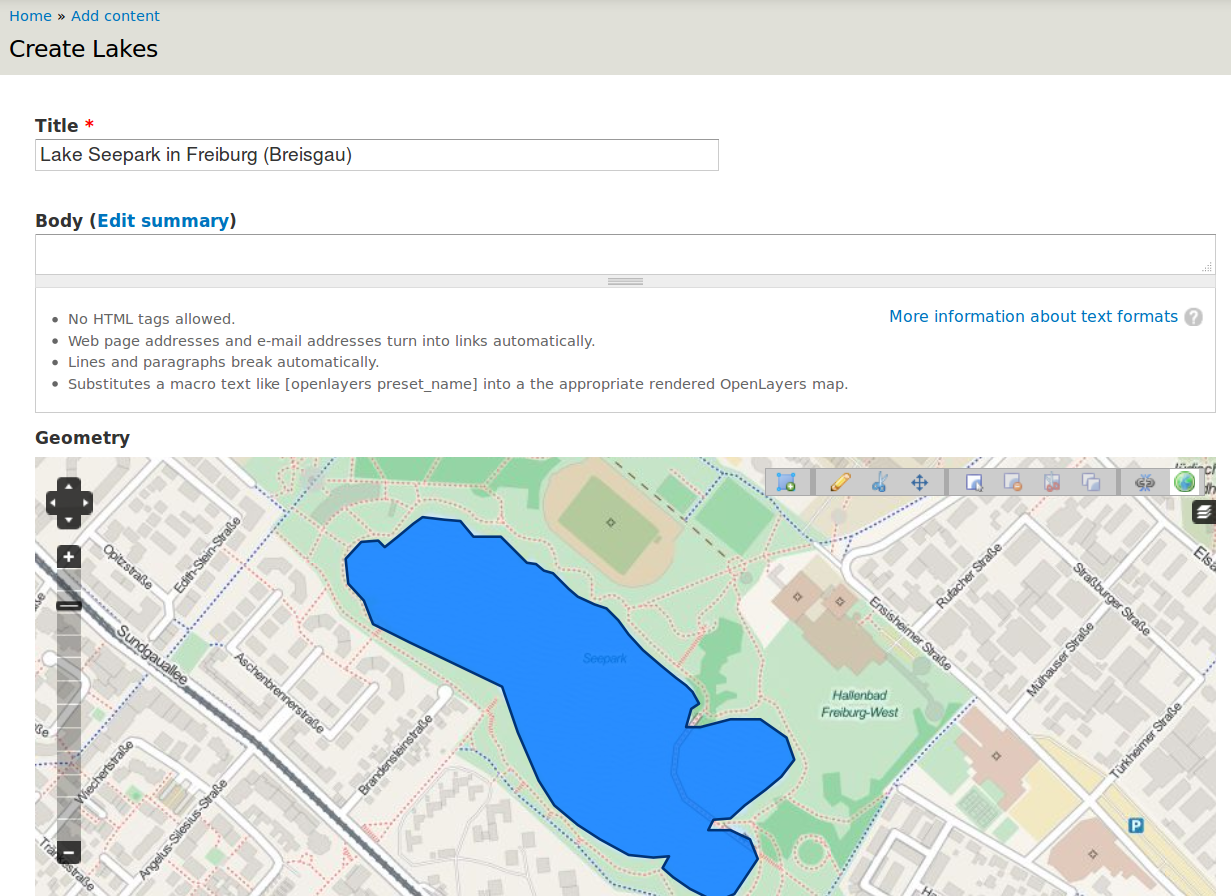 Home » Add content
Create Lakes
Title *
Lake Seepark in Freiburg (Breisgau)
Body (Edit summary)
No HTML tags allowed.
More information about text formats ?
Web page addresses and e-mail addresses turn into links automatically.
Lines and paragraphs break automatically.
Substitutes a macro text like [openlayers preset_name] into a the appropriate rendered OpenLayers map.
Geometry
Opitzstraße
Edith-Stein-Straße
Sundgauallee
Aschenbrennerstraße
Brandensteinstraße
Wiechertstraße
Angelus-Silesius-Straße
Seepark
Hallenbad
Freiburg-West
Ensisheimer Straße
Rufacher Straße
Straßburger Straße
Mülhauser Straße
Türkheimer Straße
P